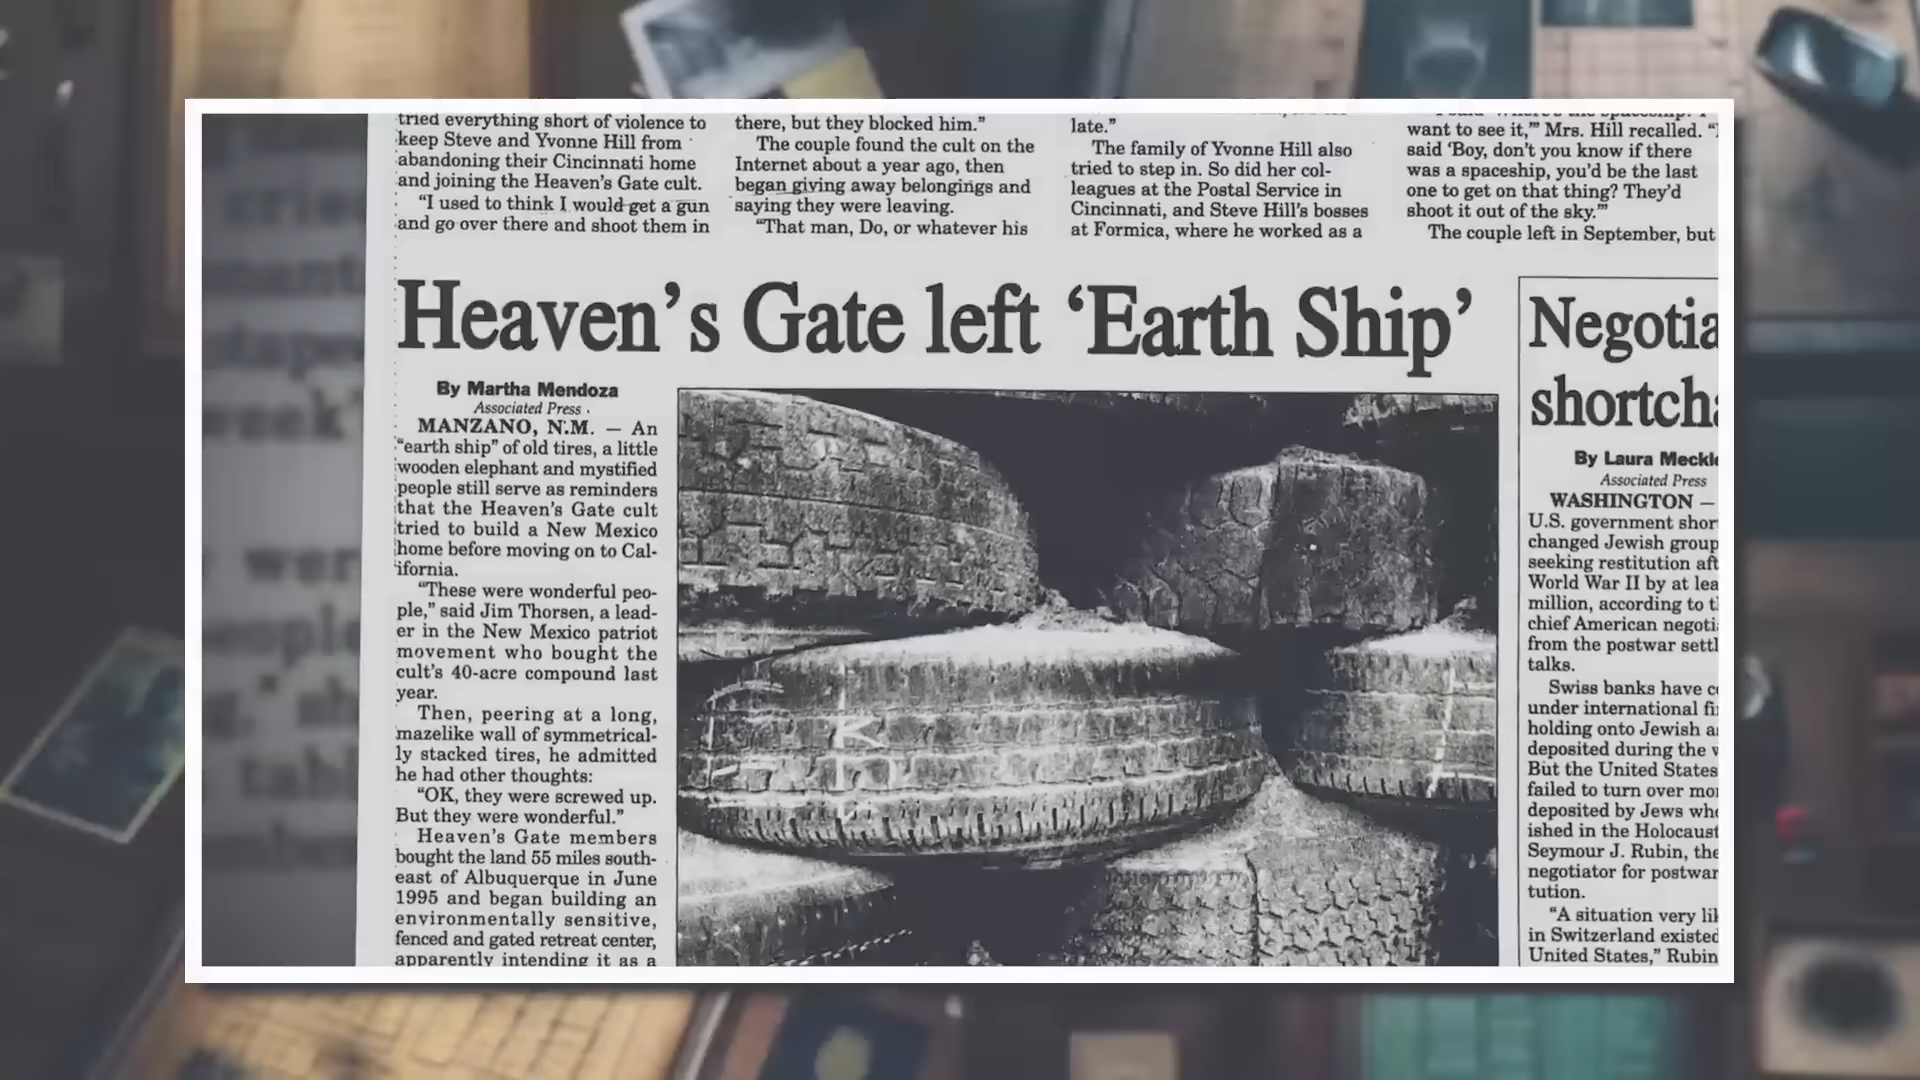 tried everything short of violence to
keep Steve and Yvonne Hill from
abandoning their Cincinnati home
and joining the Heaven's Gate cult.
“I used to think I would get a gun
and go over there and shoot them in
there, but they blocked him.”
The couple found the cult on the
Internet about a year ago, then
began giving away belongings and
saying they were leaving.
“That man, Do, or whatever his
late.”
The family of Yvonne Hill also
tried to step in. So did her col-
leagues at the Postal Service in
Cincinnati, and Steve Hill's bosses
at Formica, where he worked as a
want to see it,’” Mrs. Hill recalled. “I
said ‘Boy, don't you know if there
was a spaceship, you'd be the last
one to get on that thing? They'd
shoot it out of the sky.’”
The couple left in September, but
Heaven's Gate left ‘Earth Ship’
By Martha Mendoza
Associated Press
MANZANO, N.M. — An
“earth ship” of old tires, a little
wooden elephant and mystified
people still serve as reminders
that the Heaven's Gate cult
tried to build a New Mexico
home before moving on to Cal-
ifornia.
“These were wonderful peo-
ple,” said Jim Thorsen, a lead-
er in the New Mexico patriot
movement who bought the
cult's 40-acre compound last
year.
Then, peering at a long,
mazelike wall of symmetrical-
ly stacked tires, he admitted
he had other thoughts:
“OK, they were screwed up.
But they were wonderful.”
Heaven's Gate members
bought the land 55 miles south-
east of Albuquerque in June
1995 and began building an
environmentally sensitive,
fenced and gated retreat center,
apparently intending it as a
Negotia
shortcha
By Laura Meckl
Associated Press
WASHINGTON —
U.S. government shor
changed Jewish group
seeking restitution aft
World War II by at lea
million, according to t
chief American negoti
from the postwar settl
talks.
Swiss banks have c
under international fi
holding onto Jewish a
deposited during the
But the United States
failed to turn over mo
deposited by Jews who
ished in the Holocaust
Seymour J. Rubin, the
negotiator for postwar
tution.
“A situation very lik
in Switzerland existed
United States,” Rubin